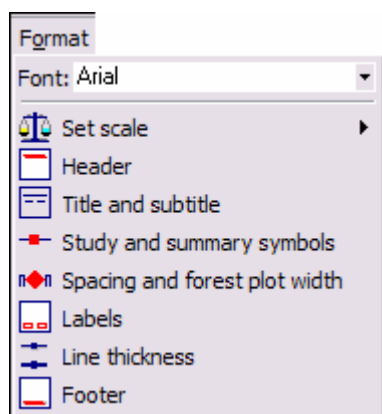 Format
Font: Arial
Set scale
Header
Title and subtitle
Study and summary symbols
Spacing and forest plot width
Labels
Line thickness
Footer